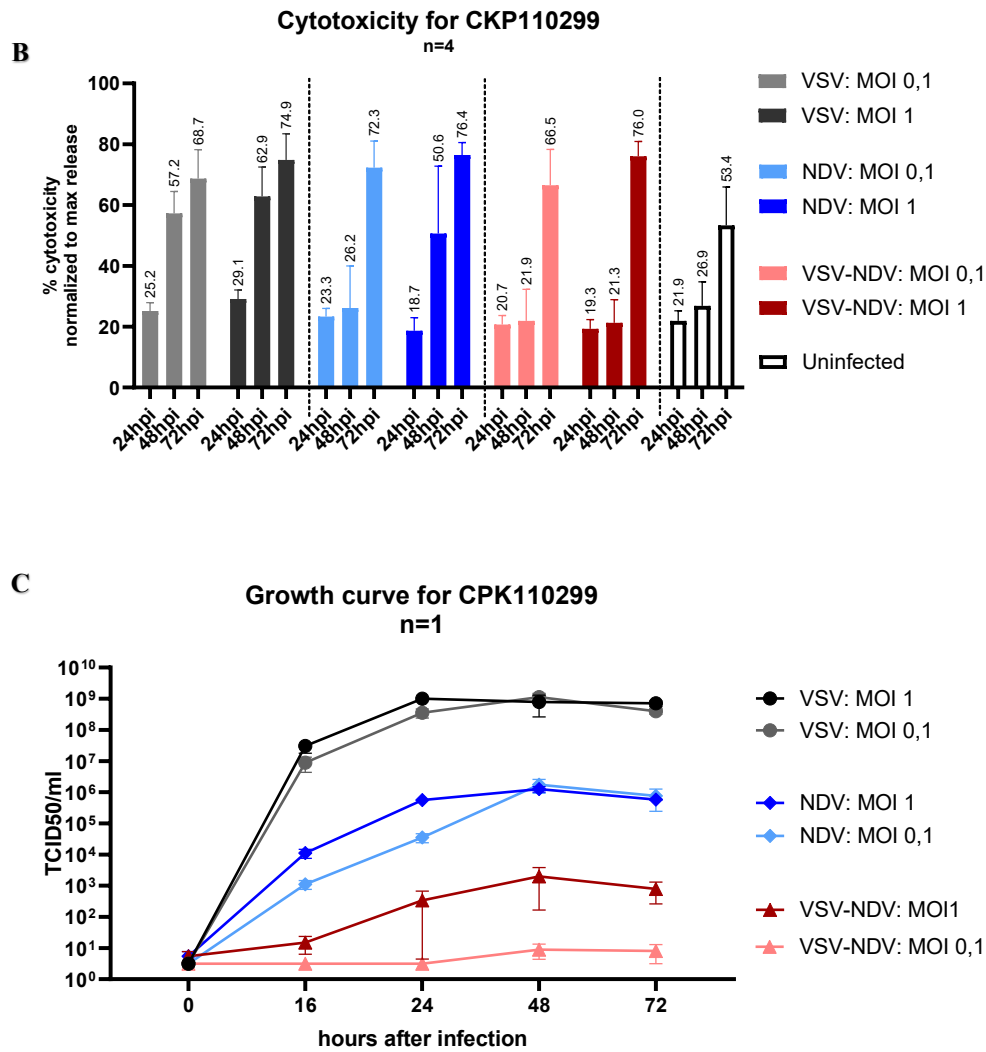 Cytotoxicity for CKP110299
n=4
B
% cytotoxicity
normalized to max release
100
80
60
40
20
0
25.2
57.2
68.7
29.1
62.9
74.9
23.3
26.2
72.3
18.7
50.6
76.4
20.7
21.9
66.5
19.3
21.3
76.0
21.9
26.9
53.4
24hpi
48hpi
72hpi
24hpi
48hpi
72hpi
24hpi
48hpi
72hpi
24hpi
48hpi
72hpi
24hpi
48hpi
72hpi
24hpi
48hpi
72hpi
24hpi
48hpi
72hpi
VSV: MOI 0,1
VSV: MOI 1
NDV: MOI 0,1
NDV: MOI 1
VSV-NDV: MOI 0,1
VSV-NDV: MOI 1
Uninfected
C
Growth curve for CPK110299
n=1
TCID50/ml
10¹⁰
10⁹
10⁸
10⁷
10⁶
10⁵
10⁴
10³
10²
10¹
10⁰
0
16
24
48
72
hours after infection
VSV: MOI 1
VSV: MOI 0,1
NDV: MOI 1
NDV: MOI 0,1
VSV-NDV: MOI1
VSV-NDV: MOI 0,1